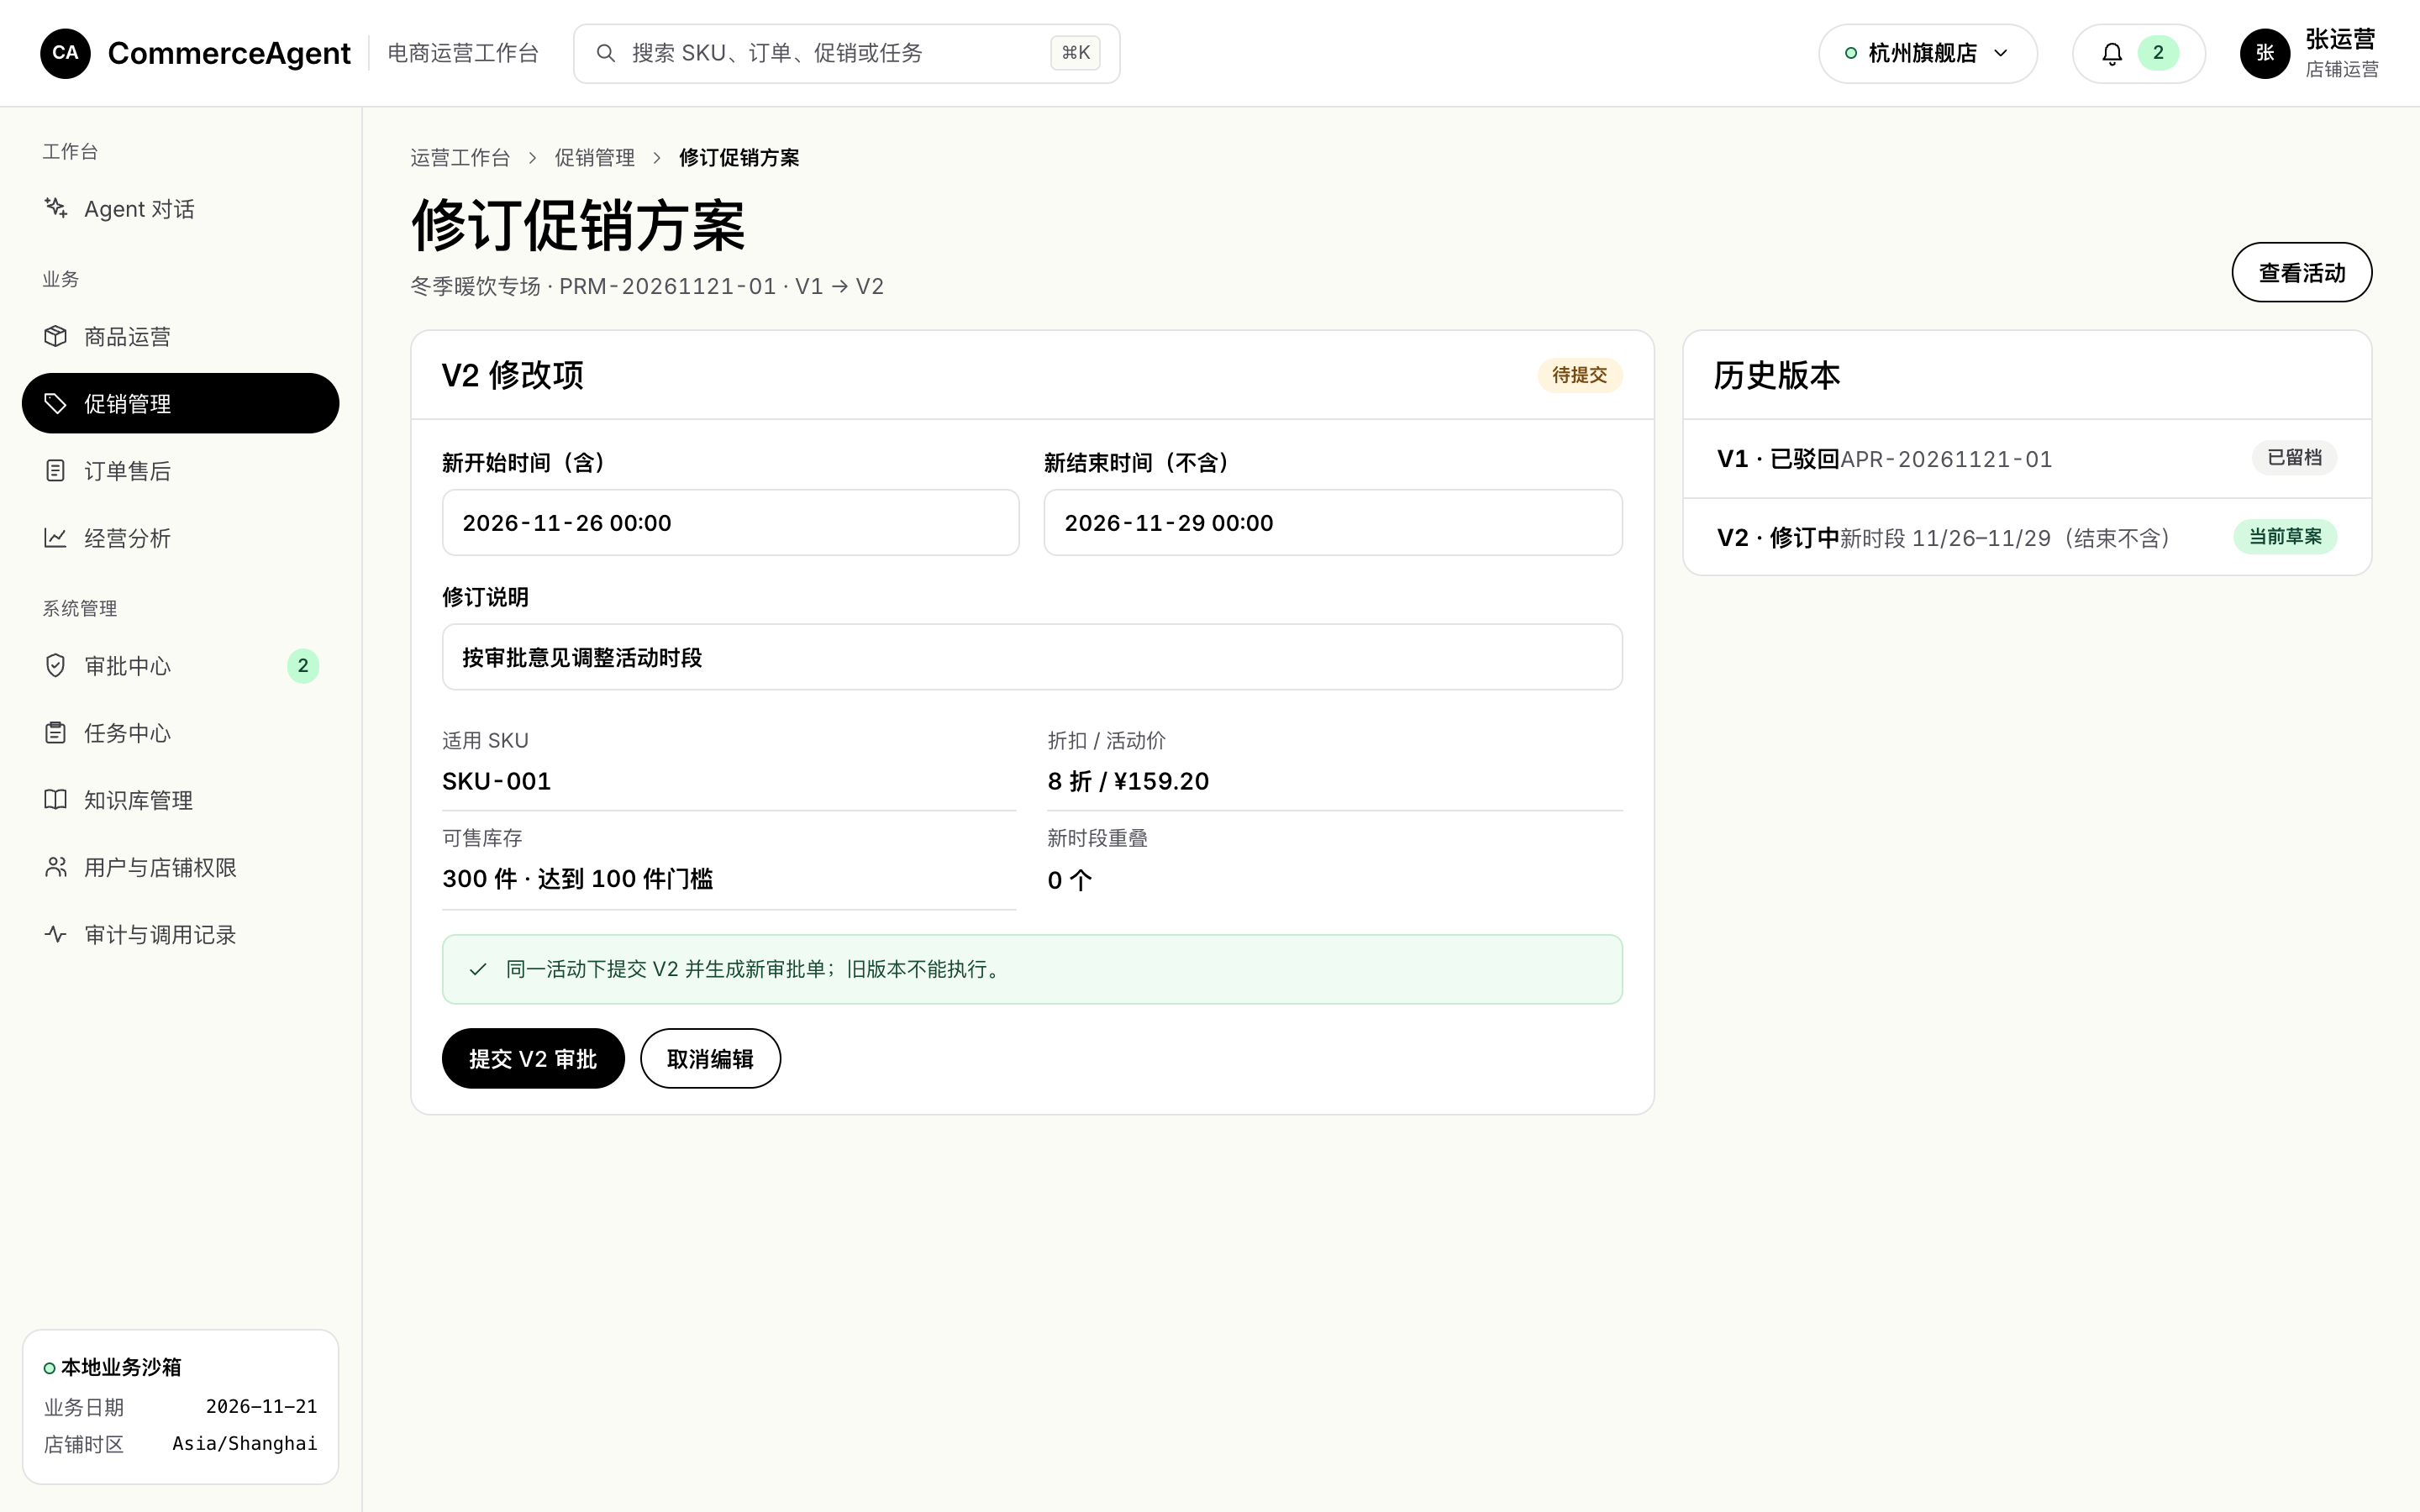 CA CommerceAgent 电商运营工作台 搜索 SKU、订单、促销或任务 ⌘K 杭州旗舰店 2 张 张运营
店铺运营
工作台
Agent 对话
业务
商品运营
促销管理
订单售后
经营分析
系统管理
审批中心 2
任务中心
知识库管理
用户与店铺权限
审计与调用记录
本地业务沙箱
业务日期 2026-11-21
店铺时区 Asia/Shanghai
运营工作台 > 促销管理 > 修订促销方案
修订促销方案
冬季暖饮专场 · PRM-20261121-01 · V1 → V2
查看活动
V2 修改项 待提交
新开始时间（含） 新结束时间（不含）
2026-11-26 00:00 2026-11-29 00:00
修订说明
按审批意见调整活动时段
适用 SKU 折扣 / 活动价
SKU-001 8 折 / ¥159.20
可售库存 新时段重叠
300 件 · 达到 100 件门槛 0 个
同一活动下提交 V2 并生成新审批单；旧版本不能执行。
提交 V2 审批 取消编辑
历史版本
V1 · 已驳回APR-20261121-01 已留档
V2 · 修订中新时段 11/26–11/29（结束不含） 当前草案